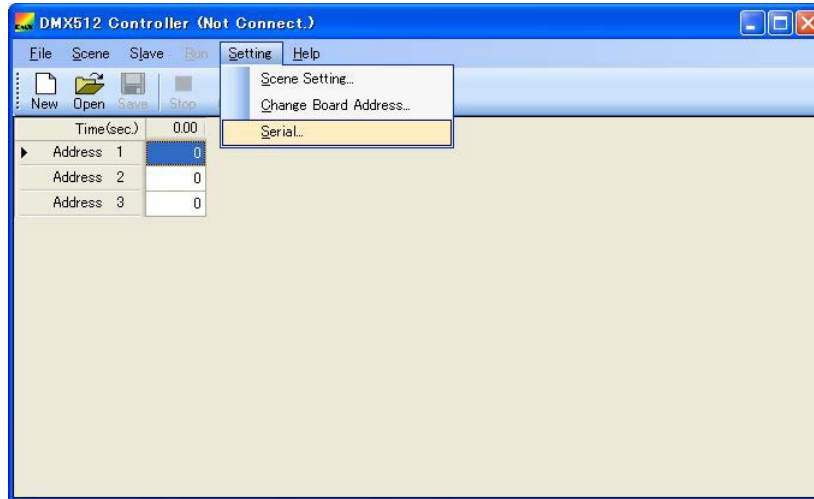 DMX512 Controller (Not Connect.)
File Scene Slave Run Setting Help
New Open Save Stop
Scene Setting...
Change Board Address...
Serial...
Time(sec.) 0.00
Address 1 0
Address 2 0
Address 3 0